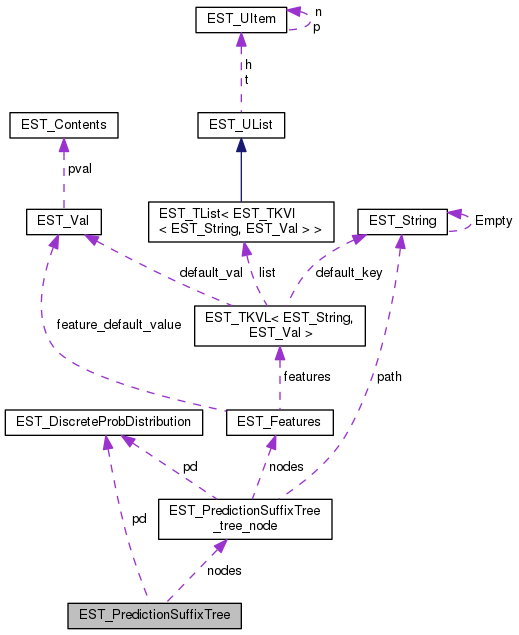 EST_UItem
n
p
h
t
EST_Contents
EST_UList
pval
EST_Val
EST_TList< EST_TKVI
< EST_String, EST_Val > >
EST_String
Empty
default_val
list
default_key
EST_TKVL< EST_String,
EST_Val >
feature_default_value
features
path
EST_DiscreteProbDistribution
EST_Features
pd
nodes
EST_PredictionSuffixTree
_tree_node
pd
nodes
EST_PredictionSuffixTree